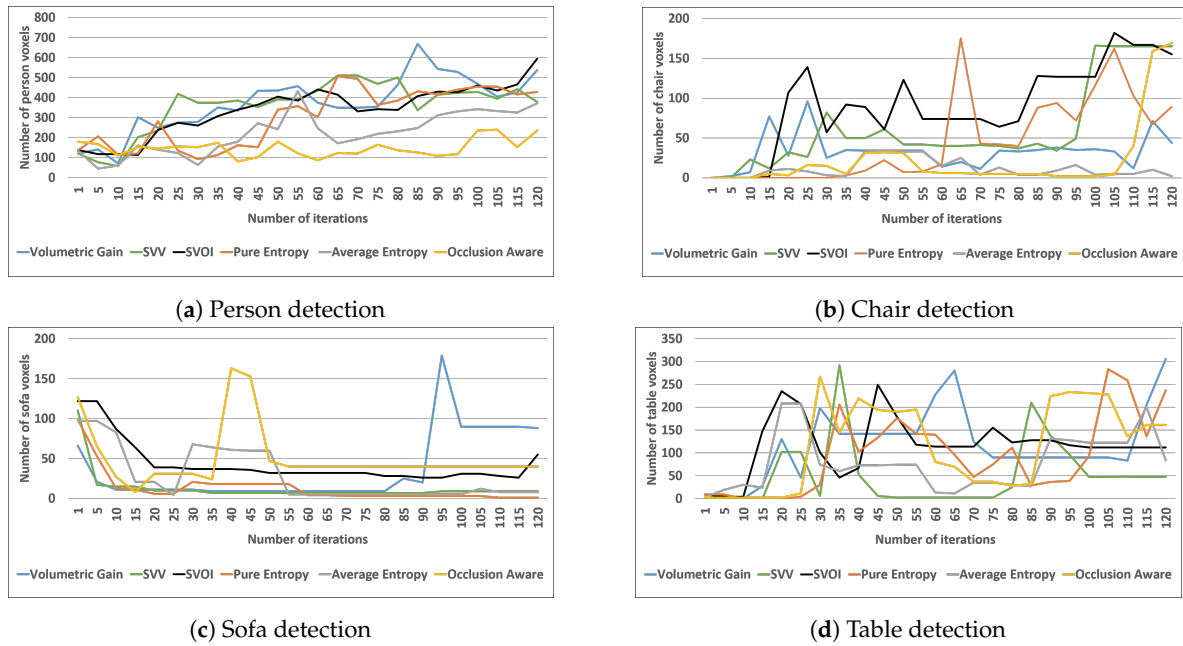 800
700
600
500
400
300
200
100
0
Number of person voxels
1 5 10 15 20 25 30 35 40 45 50 55 60 65 70 75 80 85 90 95 100 105 110 115 120
Number of iterctions
Volumetric Gain SVV SVOI Pure Entropy Average Entropy Occlusion Aware
(a) Person detection
200
150
100
50
0
Number of chair voxels
1 5 10 15 20 25 30 35 40 45 50 55 60 65 70 75 80 85 90 95 100 105 110 115 120
Number of iterations
Volumetric Gain SVV SVOI Pure Entropy Average Entropy Occlusion Aware
(b) Chair detection
200
150
100
50
0
Number of sofa voxels
1 5 10 15 20 25 30 35 40 45 50 55 60 65 70 75 80 85 90 95 100 105 110 115 120
Number of iterctions
Volumetric Gain SVV SVOI Pure Entropy Average Entropy Occlusion Aware
(c) Sofa detection
350
300
250
200
150
100
50
0
Number of table voxels
1 5 10 15 20 25 30 35 40 45 50 55 60 65 70 75 80 85 90 95 100 105 110 115 120
Number of iterctions
Volumetric Gain SVV SVOI Pure Entropy Average Entropy Occlusion Aware
(d) Table detection